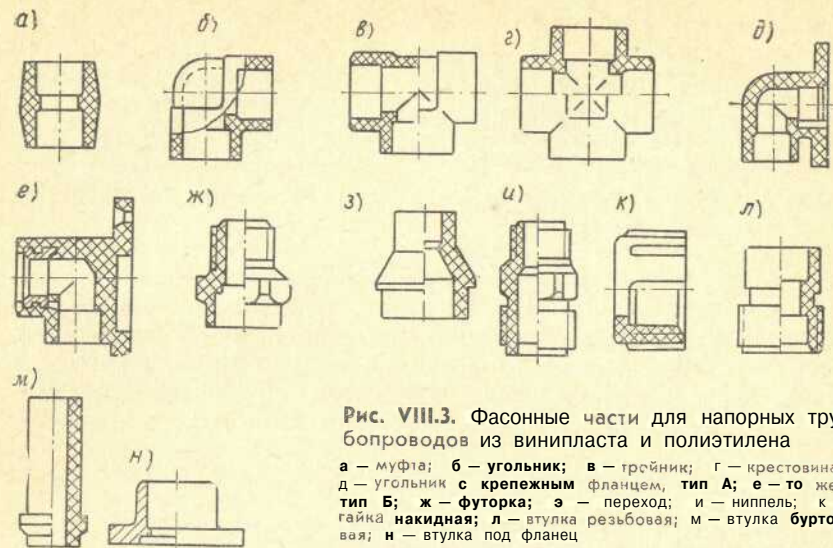 а)
б)
в)
г)
д)
е)
ж)
з)
и)
к)
л)
м)
н)
Рис. VIII.3. Фасонные части для напорных тру
бопроводов из винипласта и полиэтилена
а — муфта; б — угольник; в — тройник; г — крестовина
д — угольник с крепежным фланцем, тип А; е — то же
тип Б; ж — футорка; э — переход; и — ниппель; к
гайка накидная; л — втулка резьбовая; м — втулка бурто
вая; н — втулка под фланец